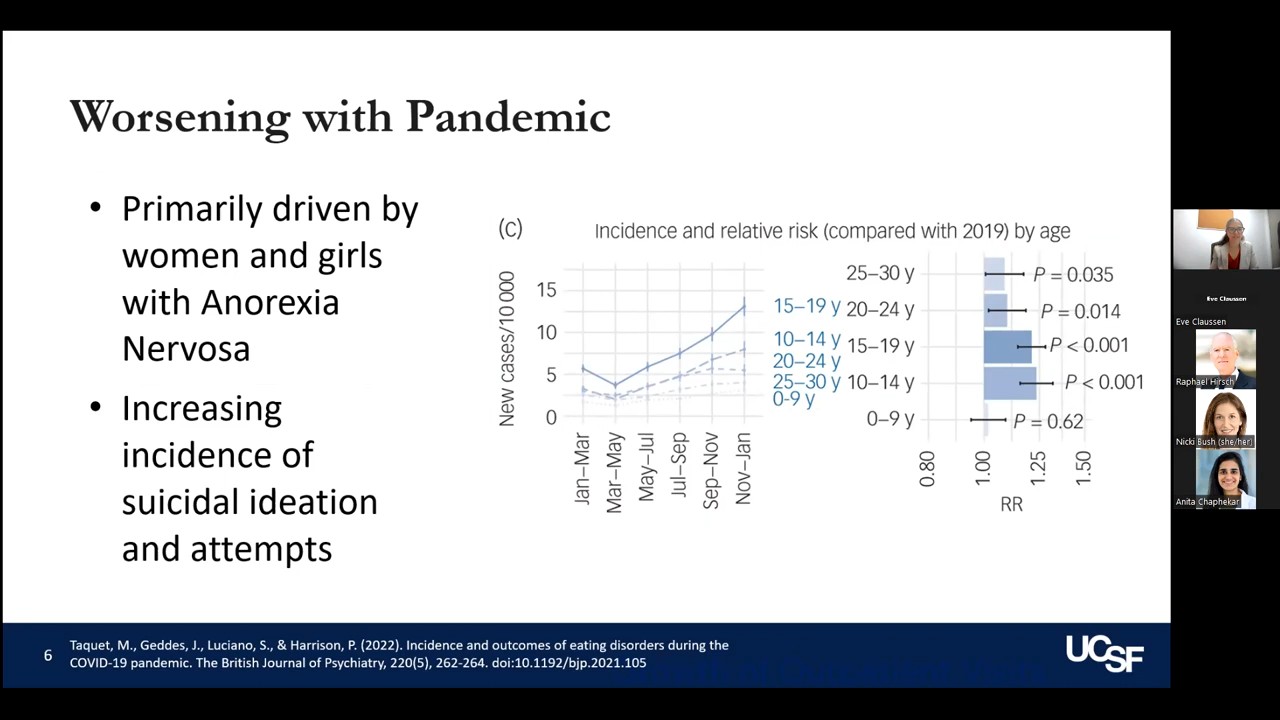 Worsening with Pandemic
• Primarily driven by
women and girls
with Anorexia
Nervosa
• Increasing
incidence of
suicidal ideation
and attempts
(c)
Incidence and relative risk (compared with 2019) by age
New cases/10 000
15
10
5
0
Jan–Mar
Mar–May
May–Jul
Jul–Sep
Sep–Nov
Nov–Jan
15–19 y
10–14 y
20–24 y
25–30 y
0-9 y
25–30 y
P = 0.035
20–24 y
P = 0.014
15–19 y
P < 0.001
10–14 y
P < 0.001
0–9 y
P = 0.62
0.80
1.00
1.25
1.50
RR
6
Taquet, M., Geddes, J., Luciano, S., & Harrison, P. (2022). Incidence and outcomes of eating disorders during the
COVID-19 pandemic. The British Journal of Psychiatry, 220(5), 262-264. doi:10.1192/bjp.2021.105
UCSF
Eve Claussen
Eve Claussen
Raphael Hirsch
Nicki Bush (she/her)
Anita Chaphekar